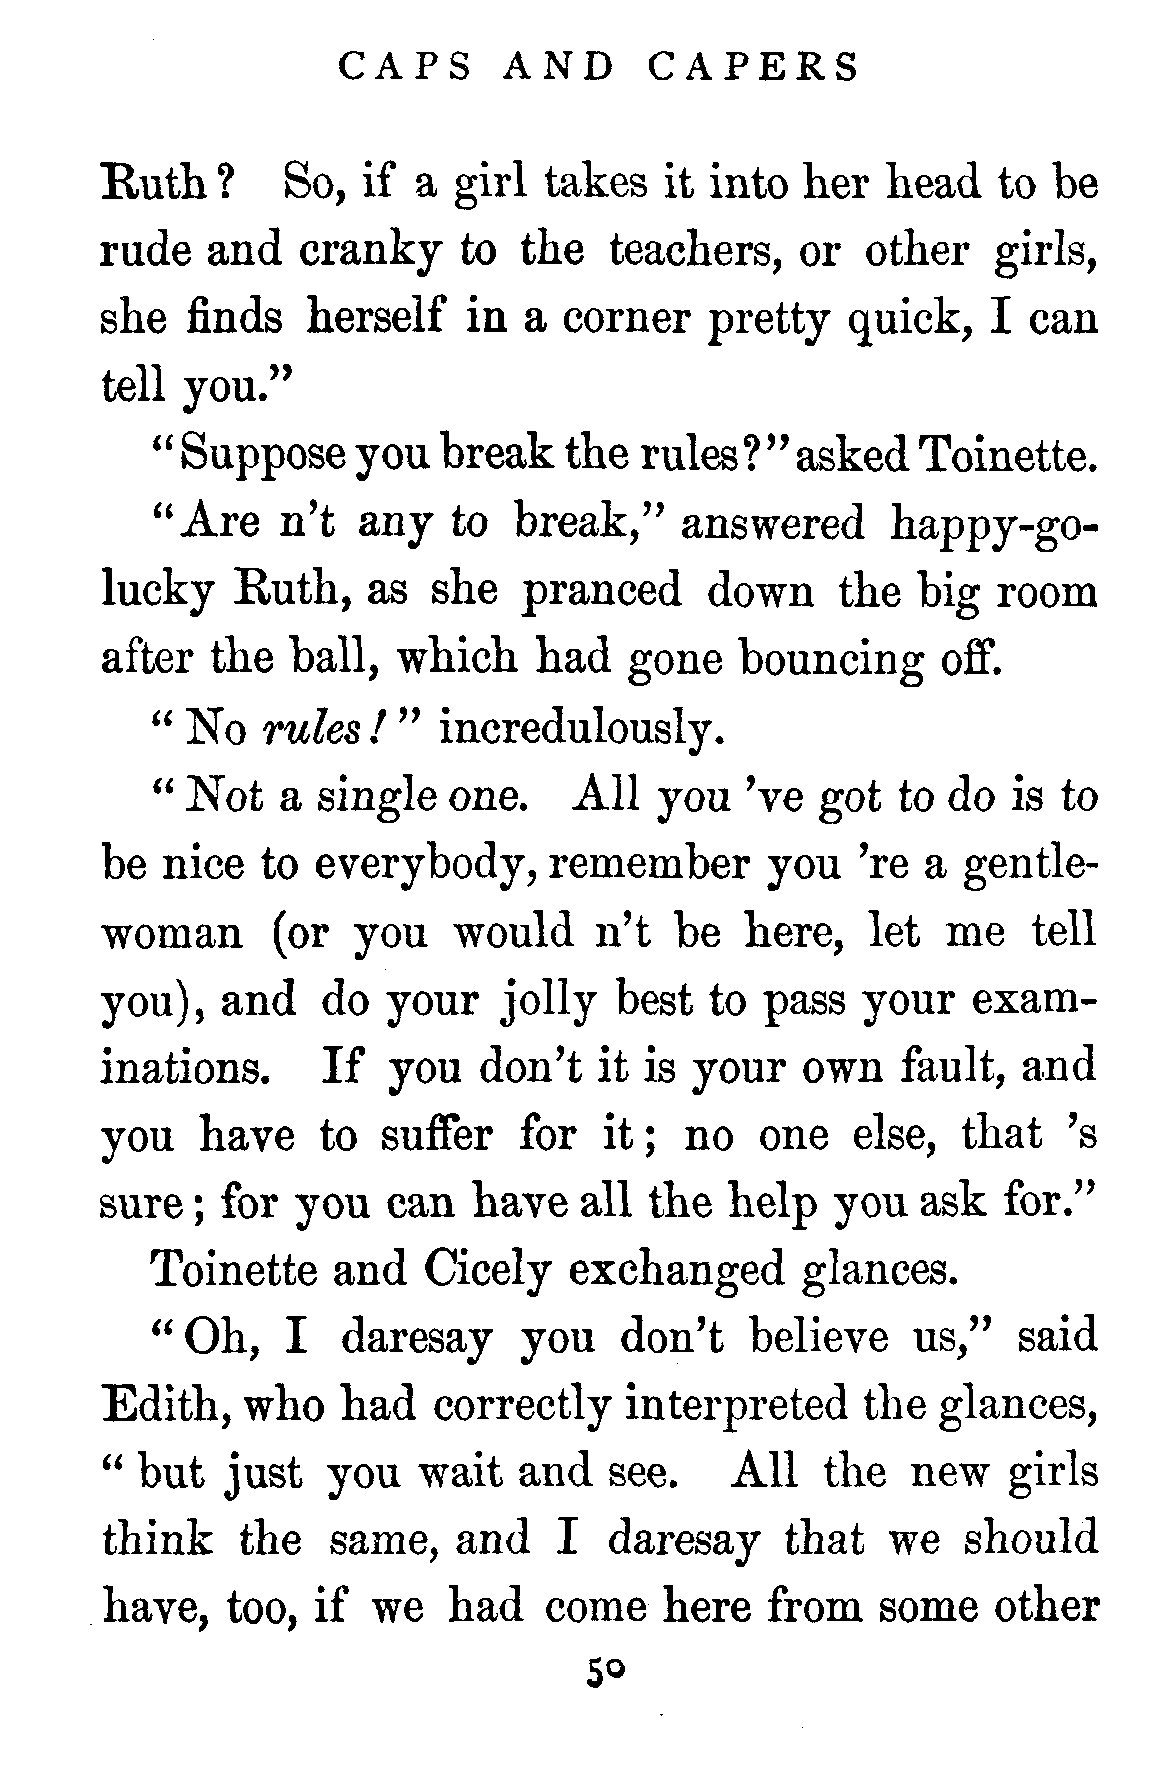 CAPS AND CAPERS
Ruth? So, if a girl takes it into her head to be
rude and cranky to the teachers, or other girls,
she finds herself in a corner pretty quick, I can
tell you."
"Suppose you break the rules?" asked Toinette.
"Are n't any to break," answered happy-go-
lucky Ruth, as she pranced down the big room
after the ball, which had gone bouncing off.
"No rules!" incredulously.
"Not a single one. All you 've got to do is to
be nice to everybody, remember you 're a gentle-
woman (or you would n't be here, let me tell
you), and do your jolly best to pass your exam-
inations. If you don't it is your own fault, and
you have to suffer for it; no one else, that 's
sure; for you can have all the help you ask for."
Toinette and Cicely exchanged glances.
"Oh, I daresay you don't believe us," said
Edith, who had correctly interpreted the glances,
"but just you wait and see. All the new girls
think the same, and I daresay that we should
have, too, if we had come here from some other
50